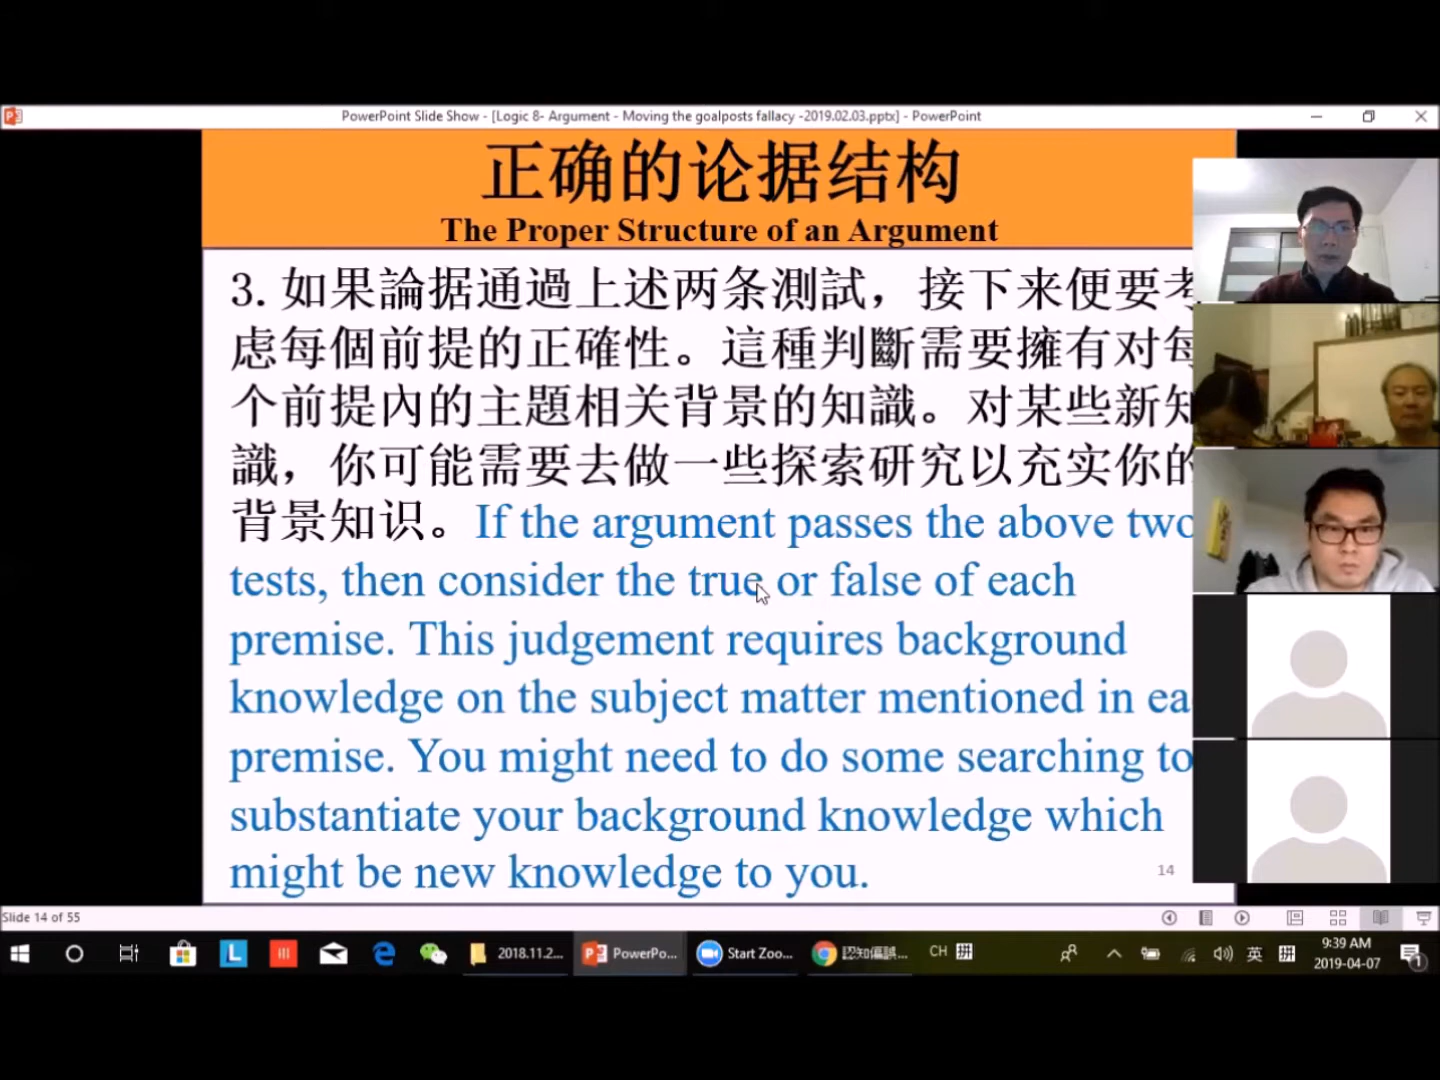 PowerPoint Slide Show - [Logic 8- Argument - Moving the goalposts fallacy -2019.02.03.pptx] - PowerPoint
正确的论据结构
The Proper Structure of an Argument
3. 如果論据通過上述两条測試，接下来便要考
虑每個前提的正確性。這種判斷需要擁有对每
个前提內的主題相关背景的知識。对某些新知
識，你可能需要去做一些探索研究以充实你的
背景知识。If the argument passes the above two
tests, then consider the true or false of each
premise. This judgement requires background
knowledge on the subject matter mentioned in ea
premise. You might need to do some searching to
substantiate your background knowledge which
might be new knowledge to you.
14
Slide 14 of 55
2018.11.2... PowerPo... Start Zoo... 認知偏誤... CH 拼 英 拼 9:39 AM
2019-04-07 1